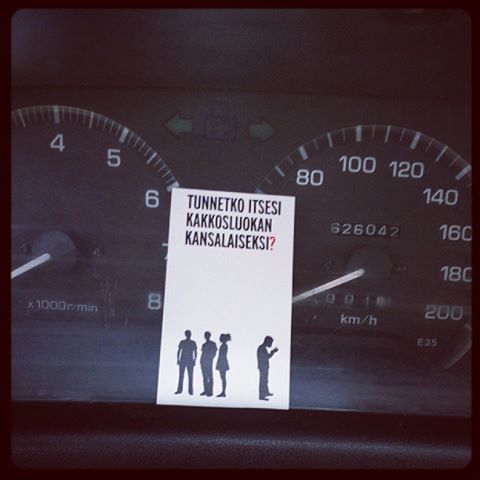 TUNNETKO ITSESI
KAKKOSLUOKAN
KANSALAISEKSI?
4
5
6
8
x1000r/min
80
100
120
140
160
180
200
626042
km/h
E35